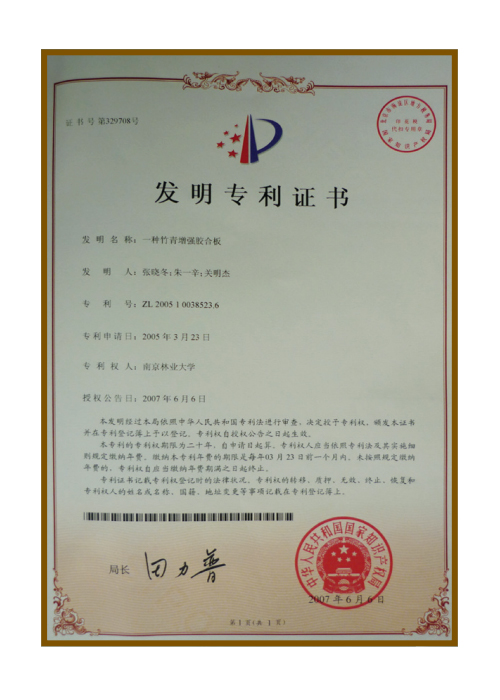 证书号第329708号
发明专利证书
发明名称：一种竹青增强胶合板
发明人：张晓冬;朱一辛;关明杰
专利号：ZL 2005 1 0038523.6
专利申请日：2005年3月23日
专利权人：南京林业大学
授权公告日：2007年6月6日
本发明经过本局依照中华人民共和国专利法进行审查，决定授予专利权，颁发本证书
并在专利登记簿上予以登记。专利权自授权公告之日起生效。
本专利的专利权期限为二十年，自申请日起算。专利权人应当依照专利法及其实施细
则规定缴纳年费。缴纳本专利年费的期限是每年03月23日前一个月内。未按照规定缴纳
年费的，专利权自应当缴纳年费期满之日起终止。
专利证书记载专利权登记时的法律状况。专利权的转移、质押、无效、终止、恢复和
专利权人的姓名或名称、国籍、地址变更等事项记载在专利登记簿上。
局长 田力普
中华人民共和国国家知识产权局
2007年6月6日
第1页(共1页)